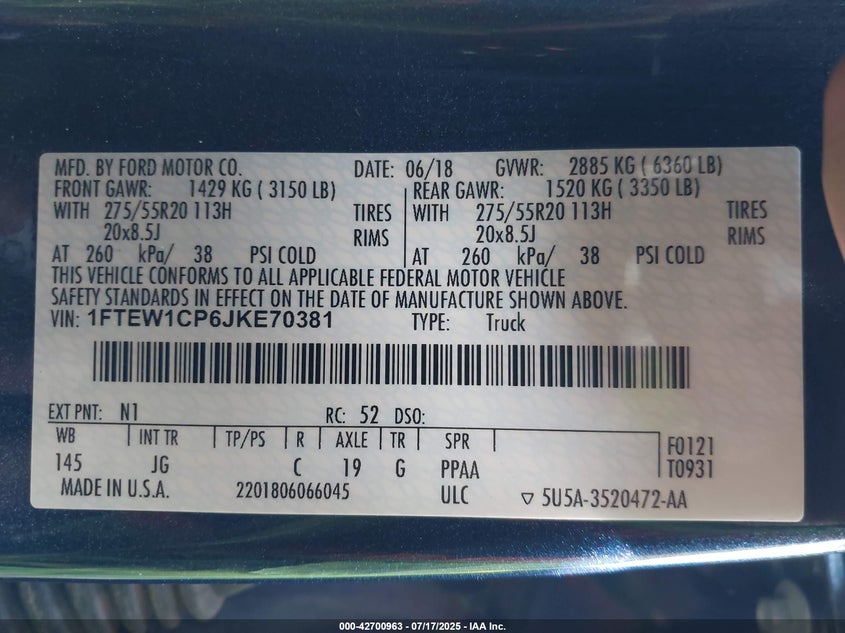 MFD. BY FORD MOTOR CO. DATE: 06/18 GVWR: 2885 KG ( 6360 LB)
FRONT GAWR: 1429 KG ( 3150 LB) REAR GAWR: 1520 KG ( 3350 LB)
WITH 275/55R20 113H TIRES WITH 275/55R20 113H TIRES
20x8.5J RIMS 20x8.5J RIMS
AT 260 kPa/ 38 PSI COLD AT 260 kPa/ 38 PSI COLD
THIS VEHICLE CONFORMS TO ALL APPLICABLE FEDERAL MOTOR VEHICLE
SAFETY STANDARDS IN EFFECT ON THE DATE OF MANUFACTURE SHOWN ABOVE.
VIN: 1FTEW1CP6JKE70381 TYPE: Truck
EXT PNT: N1 RC: 52 DSO:
WB INT TR TP/PS R AXLE TR SPR F0121
145 JG C 19 G PPAA T0931
MADE IN U.S.A. 2201806066045 ULC ▽ 5U5A-3520472-AA
000-42700963 - 07/17/2025 - IAA Inc.